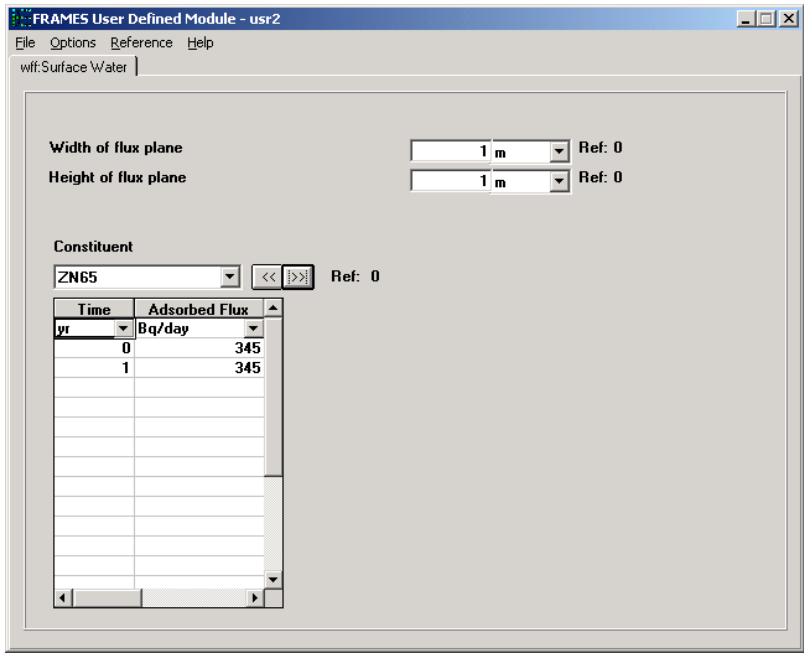 FRAMES User Defined Module - usr2
File Options Reference Help
wff:Surface Water
Width of flux plane 1 m Ref: 0
Height of flux plane 1 m Ref: 0
Constituent
ZN65 << >> Ref: 0
Time Adsorbed Flux
yr Bq/day
0 345
1 345